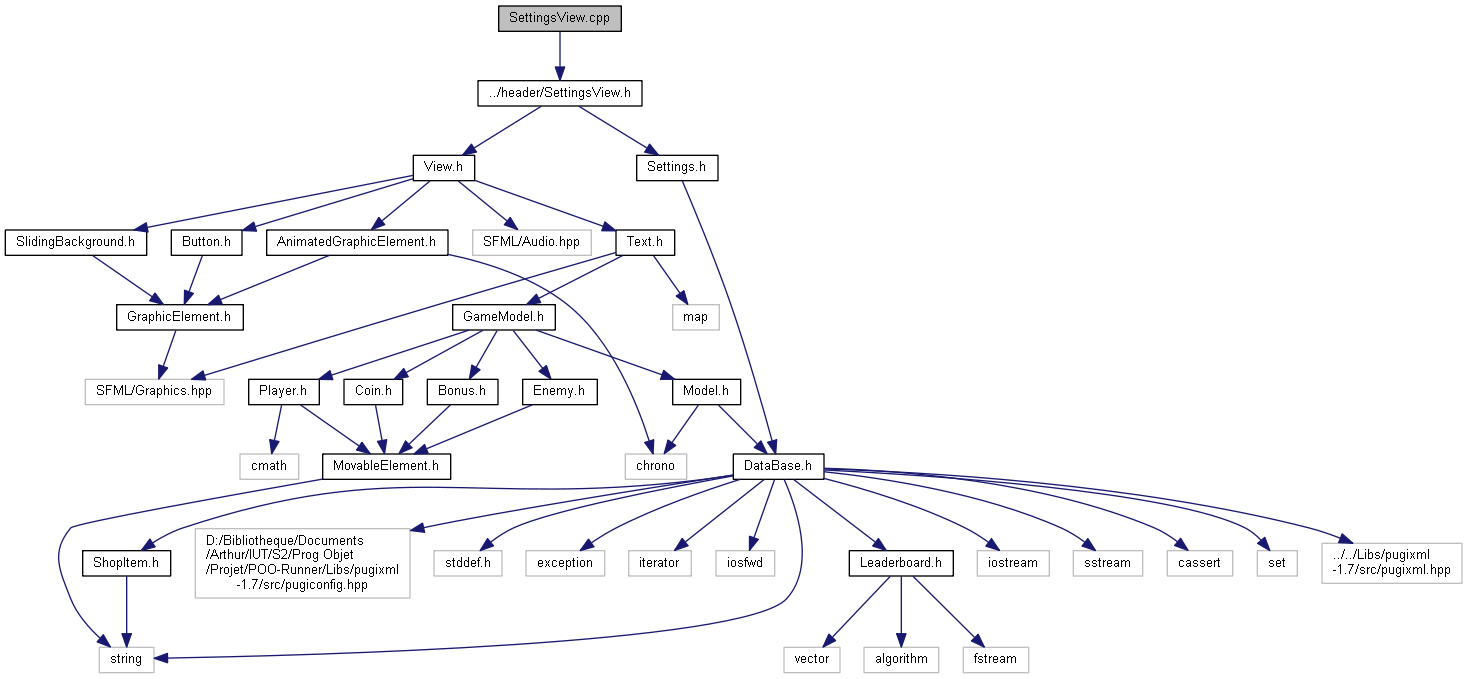 SettingsView.cpp
../header/SettingsView.h
View.h
Settings.h
SlidingBackground.h
Button.h
AnimatedGraphicElement.h
SFML/Audio.hpp
Text.h
GraphicElement.h
GameModel.h
map
SFML/Graphics.hpp
Player.h
Coin.h
Bonus.h
Enemy.h
Model.h
cmath
MovableElement.h
chrono
DataBase.h
ShopItem.h
D:/Bibliotheque/Documents
/Arthur/IUT/S2/Prog Objet
/Projet/POO-Runner/Libs/pugixml
-1.7/src/pugiconfig.hpp
stddef.h
exception
iterator
iosfwd
Leaderboard.h
iostream
sstream
cassert
set
../../Libs/pugixml
-1.7/src/pugixml.hpp
string
vector
algorithm
fstream